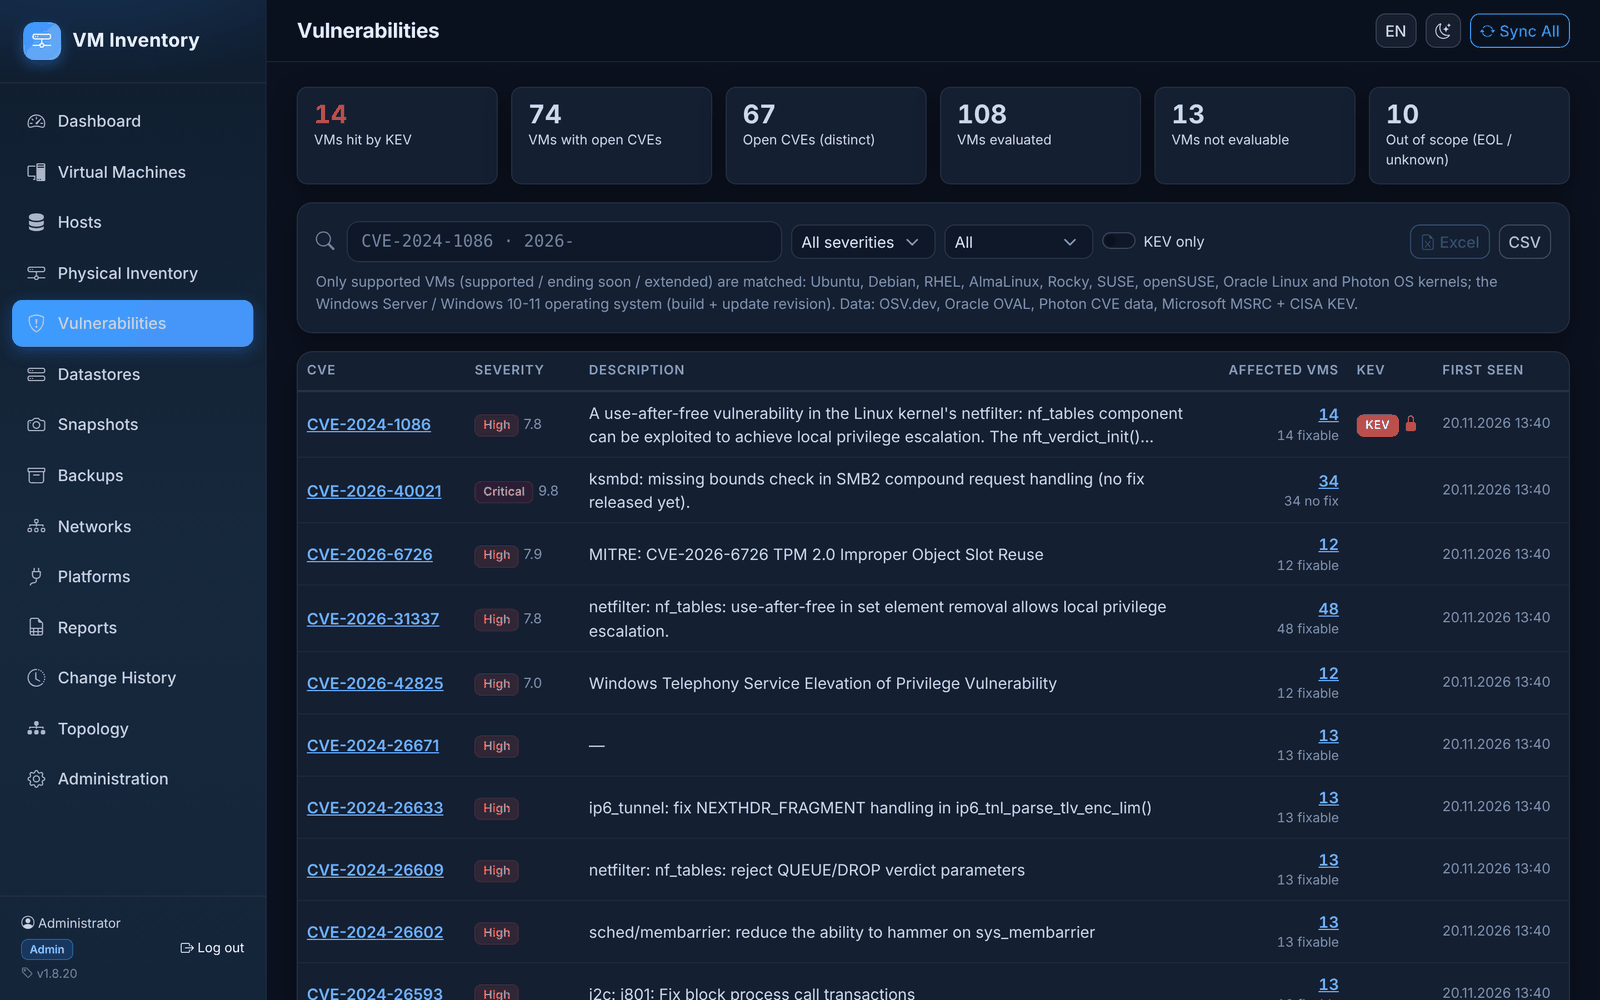 VM Inventory
Dashboard
Virtual Machines
Hosts
Physical Inventory
Vulnerabilities
Datastores
Snapshots
Backups
Networks
Platforms
Reports
Change History
Topology
Administration
Administrator
Admin
Log out
v1.8.20
Vulnerabilities
EN
Sync All
14
VMs hit by KEV
74
VMs with open CVEs
67
Open CVEs (distinct)
108
VMs evaluated
13
VMs not evaluable
10
Out of scope (EOL /
unknown)
CVE-2024-1086 · 2026-
All severities
All
KEV only
Excel
CSV
Only supported VMs (supported / ending soon / extended) are matched: Ubuntu, Debian, RHEL, AlmaLinux, Rocky, SUSE, openSUSE, Oracle Linux and Photon OS kernels; the
Windows Server / Windows 10-11 operating system (build + update revision). Data: OSV.dev, Oracle OVAL, Photon CVE data, Microsoft MSRC + CISA KEV.
CVE SEVERITY DESCRIPTION AFFECTED VMS KEV FIRST SEEN
CVE-2024-1086 High 7.8 A use-after-free vulnerability in the Linux kernel's netfilter: nf_tables component 14 KEV 20.11.2026 13:40
can be exploited to achieve local privilege escalation. The nft_verdict_init()... 14 fixable
CVE-2026-40021 Critical 9.8 ksmbd: missing bounds check in SMB2 compound request handling (no fix 34 20.11.2026 13:40
released yet). 34 no fix
CVE-2026-6726 High 7.9 MITRE: CVE-2026-6726 TPM 2.0 Improper Object Slot Reuse 12 20.11.2026 13:40
12 fixable
CVE-2026-31337 High 7.8 netfilter: nf_tables: use-after-free in set element removal allows local privilege 48 20.11.2026 13:40
escalation. 48 fixable
CVE-2026-42825 High 7.0 Windows Telephony Service Elevation of Privilege Vulnerability 12 20.11.2026 13:40
12 fixable
CVE-2024-26671 High — 13 20.11.2026 13:40
13 fixable
CVE-2024-26633 High ip6_tunnel: fix NEXTHDR_FRAGMENT handling in ip6_tnl_parse_tlv_enc_lim() 13 20.11.2026 13:40
13 fixable
CVE-2024-26609 High netfilter: nf_tables: reject QUEUE/DROP verdict parameters 13 20.11.2026 13:40
13 fixable
CVE-2024-26602 High sched/membarrier: reduce the ability to hammer on sys_membarrier 13 20.11.2026 13:40
13 fixable
CVE-2024-26593 High i2c: i801: Fix block process call transactions 13 20.11.2026 13:40